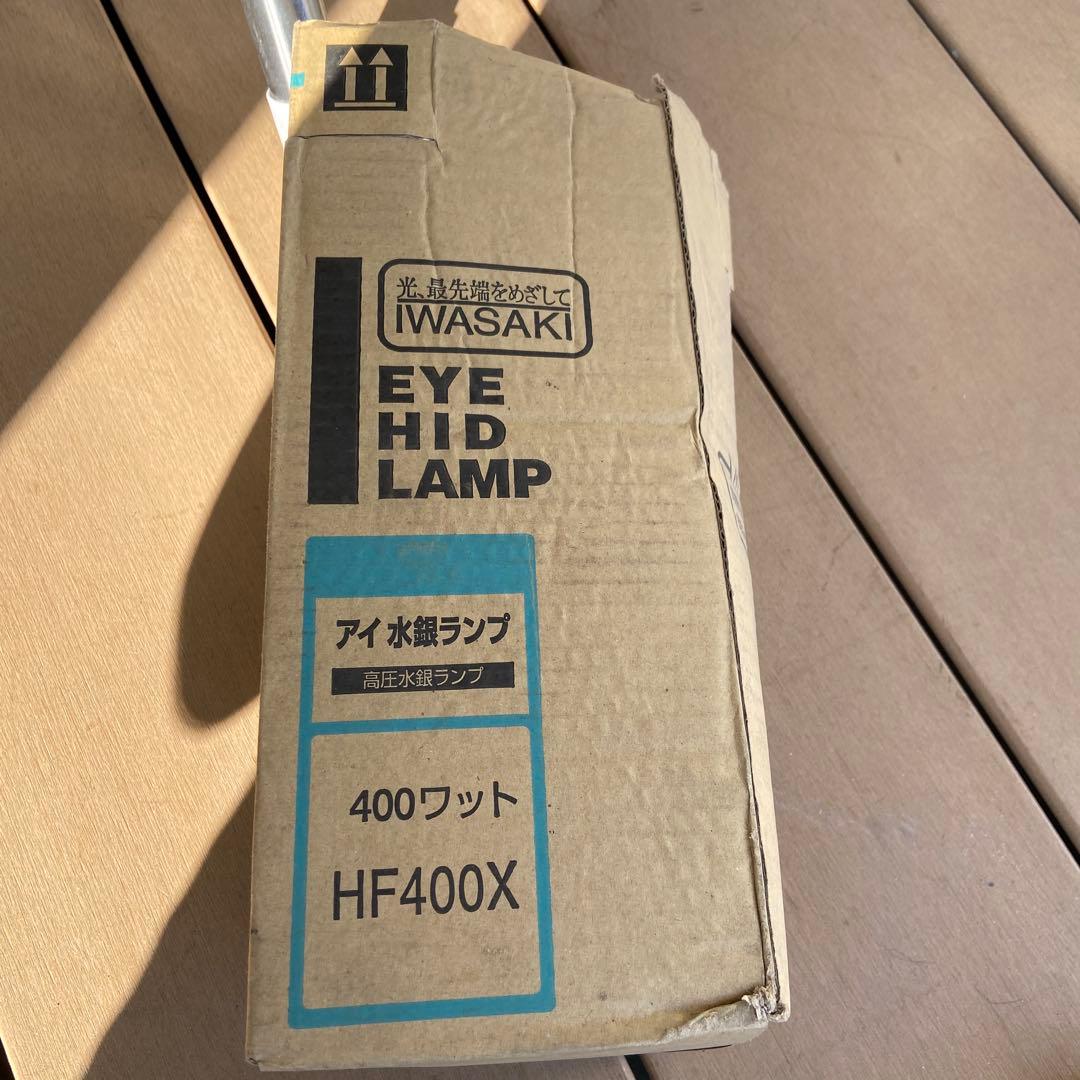 光、最先端をめざして
IWASAKI
EYE
HID
LAMP
アイ 水銀ランプ
高圧水銀ランプ
400ワット
HF400X